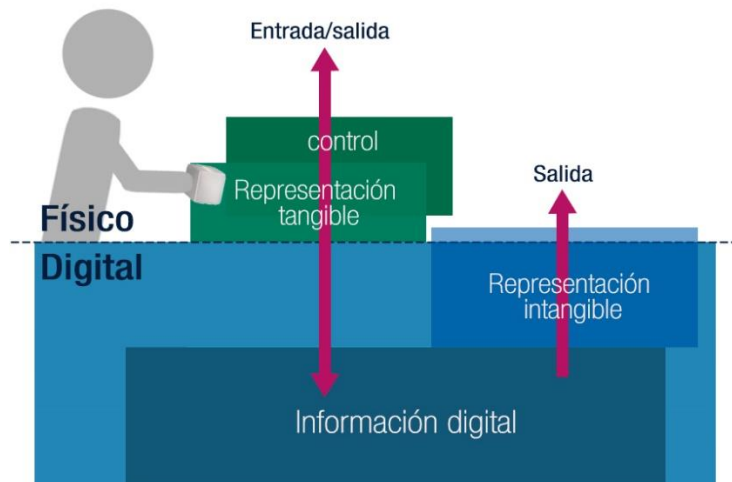 Entrada/salida
control
Salida
Representación
tangible
Físico
Digital
Representación
intangible
Información digital